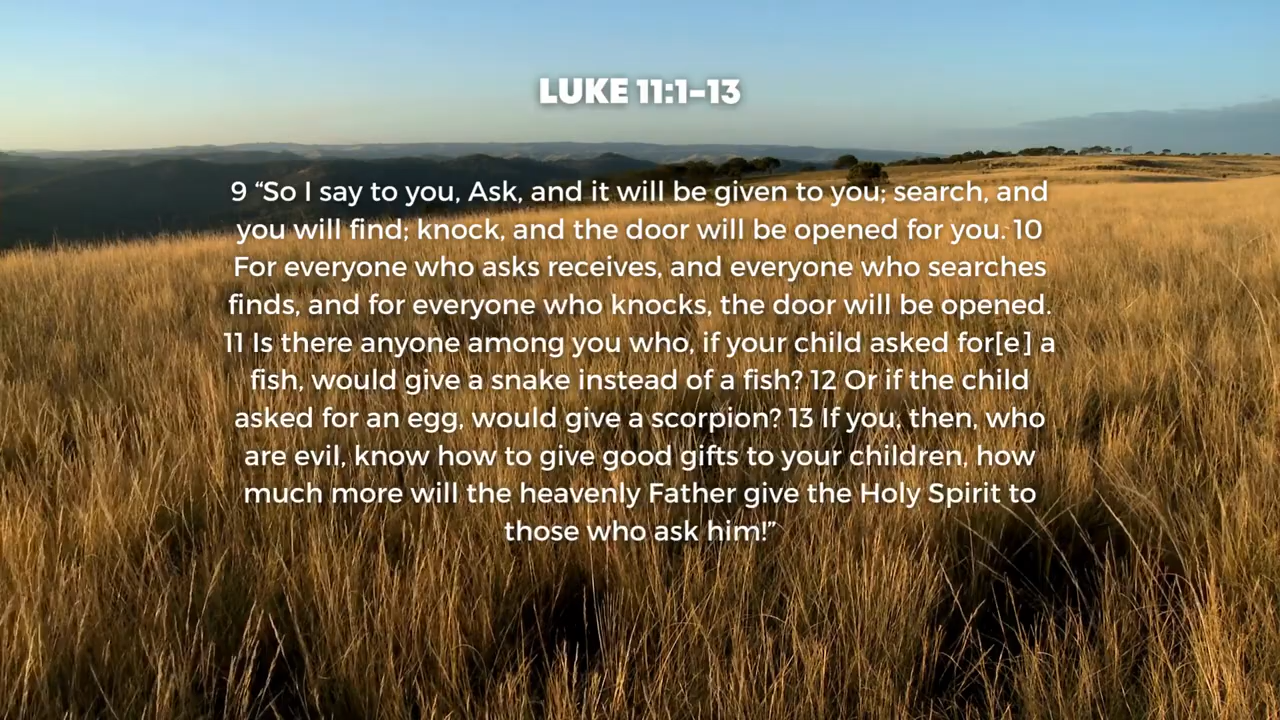 LUKE 11:1-13
9 “So I say to you, Ask, and it will be given to you; search, and
you will find; knock, and the door will be opened for you. 10
For everyone who asks receives, and everyone who searches
finds, and for everyone who knocks, the door will be opened.
11 Is there anyone among you who, if your child asked for[e] a
fish, would give a snake instead of a fish? 12 Or if the child
asked for an egg, would give a scorpion? 13 If you, then, who
are evil, know how to give good gifts to your children, how
much more will the heavenly Father give the Holy Spirit to
those who ask him!”